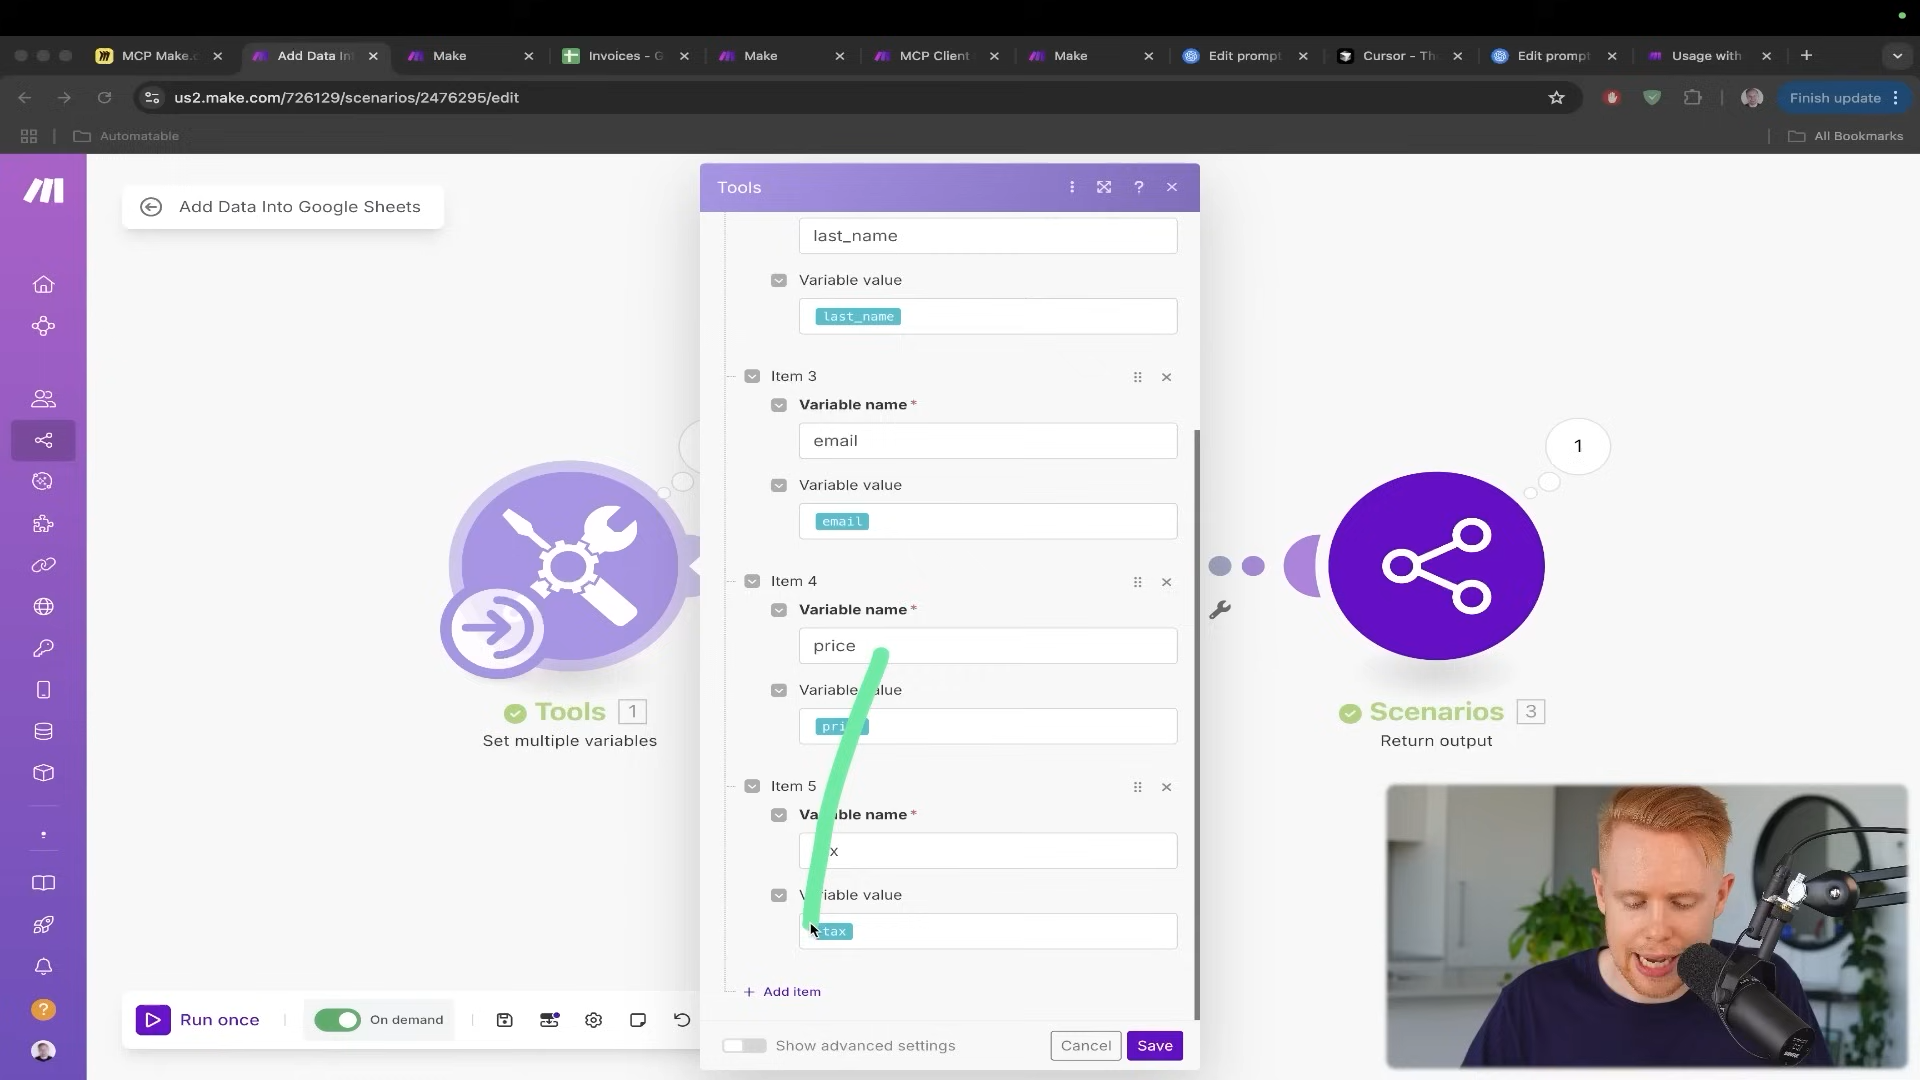 MCP Make.c
Add Data Int
Make
Invoices - G
Make
MCP Client
Make
Edit prompt
Cursor - Th
Edit prompt
Usage with
us2.make.com/726129/scenarios/2476295/edit
Finish update
Automatable
All Bookmarks
Add Data Into Google Sheets
Tools
?
last_name
Variable value
last_name
Item 3
Variable name *
email
Variable value
email
Item 4
Variable name *
price
Variable value
Item 5
Variable name *
Variable value
tax
+ Add item
Show advanced settings
Cancel
Save
Tools 1
Set multiple variables
1
Scenarios 3
Return output
Run once
On demand
?